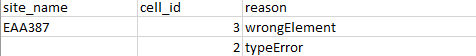 site_name cell_id reason
EAA387 3 wrongElement
2 typeError